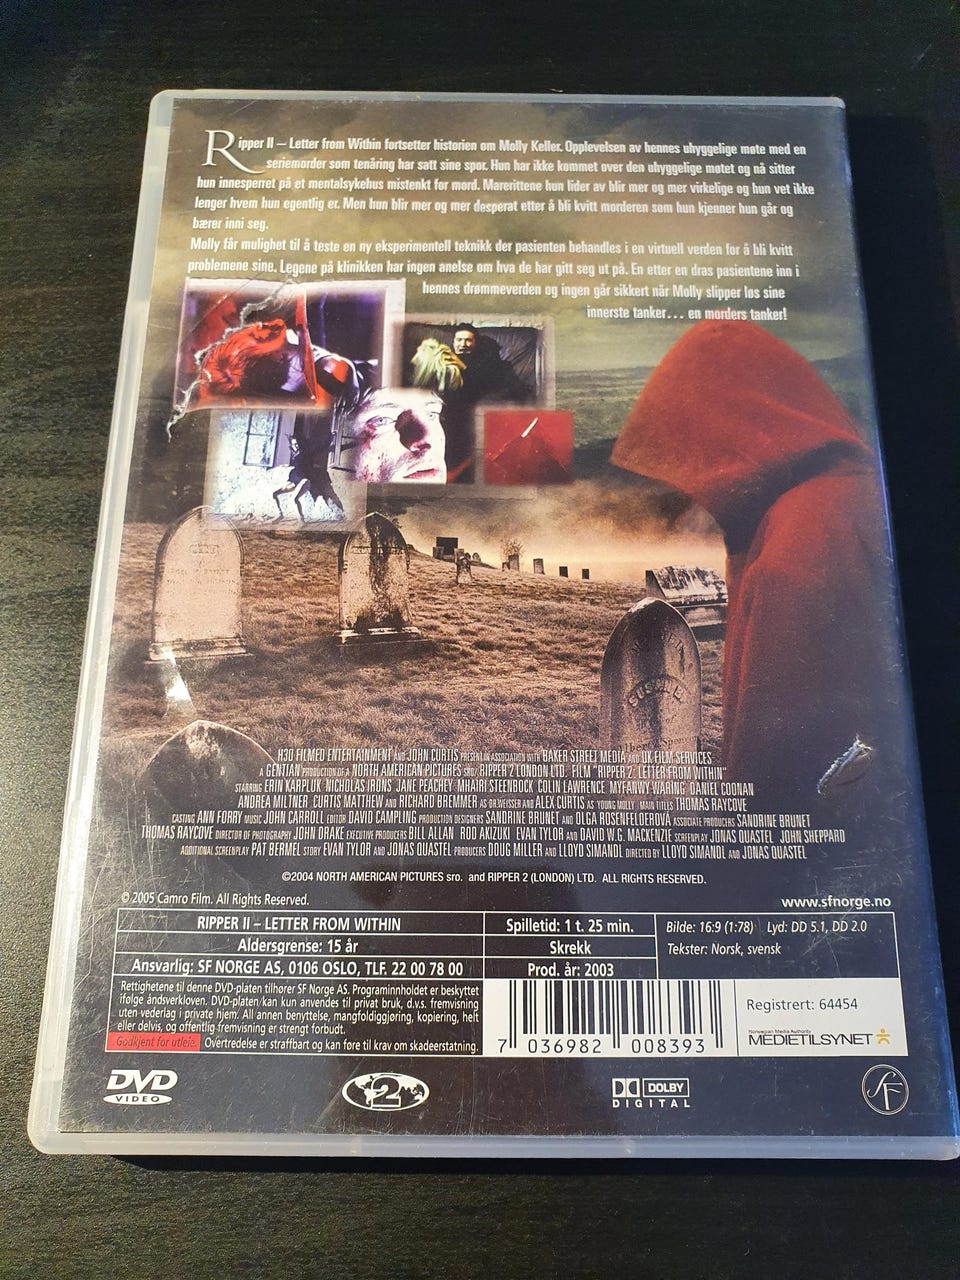 Ripper II – Letter from Within fortsetter historien om Molly Keller. Opplevelsen av hennes uhyggelige møte med en
seriemorder som tenåring har satt sine spor. Hun har ikke kommet over den uhyggelige møtet og nå sitter
hun innesperret på et mentalsykehus mistenkt for mord. Marerittene hun lider av blir mer og mer virkelige og hun vet ikke
lenger hvem hun egentlig er. Men hun blir mer og mer desperat etter å bli kvitt morderen som hun kjenner hun går og
bærer inni seg.
Molly får mulighet til å teste en ny eksperimentell teknikk der pasienten behandles i en virtuell verden for å bli kvitt
problemene sine. Legene på klinikken har ingen anelse om hva de har gitt seg ut på. En etter en dras pasientene inn i
hennes drømmeverden og ingen går sikkert når Molly slipper løs sine
innerste tanker... en morders tanker!
H30 FILMED ENTERTAINMENT AND JOHN CURTIS PRESENT IN ASSOCIATION WITH BAKER STREET MEDIA AND UK FILM SERVICES
A GENTIAN PRODUCTION OF A NORTH AMERICAN PICTURES SRO. RIPPER 2 LONDON LTD. FILM "RIPPER 2: LETTER FROM WITHIN"
STARRING ERIN KARPLUK NICHOLAS IRONS JANE PEACHEY MHAIRI STEENBOCK COLIN LAWRENCE MYFANWY WARING DANIEL COONAN
ANDREA MILTNER CURTIS MATTHEW AND RICHARD BREMMER AS DR.WEISSER AND ALEX CURTIS AS YOUNG MOLLY MAIN TITLES THOMAS RAYCOVE
CASTING ANN FORRY MUSIC JOHN CARROLL EDITOR DAVID CAMPLING PRODUCTION DESIGNERS SANDRINE BRUNET AND OLGA ROSENFELDEROVÁ ASSOCIATE PRODUCERS SANDRINE BRUNET
THOMAS RAYCOVE DIRECTOR OF PHOTOGRAPHY JOHN DRAKE EXECUTIVE PRODUCERS BILL ALLAN ROD AKIZUKI EVAN TYLOR AND DAVID W.G. MACKENZIE SCREENPLAY JONAS QUASTEL JOHN SHEPPARD
ADDITIONAL SCREENPLAY PAT BERMEL STORY EVAN TYLOR AND JONAS QUASTEL PRODUCERS DOUG MILLER AND LLOYD SIMANDL DIRECTED BY LLOYD SIMANDL AND JONAS QUASTEL
©2004 NORTH AMERICAN PICTURES sro. and RIPPER 2 (LONDON) LTD. ALL RIGHTS RESERVED.
© 2005 Camro Film. All Rights Reserved.
www.sfnorge.no
RIPPER II – LETTER FROM WITHIN
Aldersgrense: 15 år
Ansvarlig: SF NORGE AS, 0106 OSLO, TLF. 22 00 78 00
Spilletid: 1 t. 25 min.
Skrekk
Prod. år: 2003
Bilde: 16:9 (1:78) Lyd: DD 5.1, DD 2.0
Tekster: Norsk, svensk
Rettighetene til denne DVD-platen tilhører SF Norge AS. Programinnholdet er beskyttet
ifølge åndsverkloven. DVD-platen kan kun anvendes til privat bruk, d.v.s. fremvisning
uten vederlag i private hjem. All annen benyttelse, mangfoldiggjøring, kopiering, helt
eller delvis, og offentlig fremvisning er strengt forbudt.
Godkjent for utleie. Overtredelse er straffbart og kan føre til krav om skadeerstatning.
7 036982 008393
Registrert: 64454
Norwegian Media Authority
MEDIETILSYNET
DVD
VIDEO
2
DOLBY
DIGITAL
SF